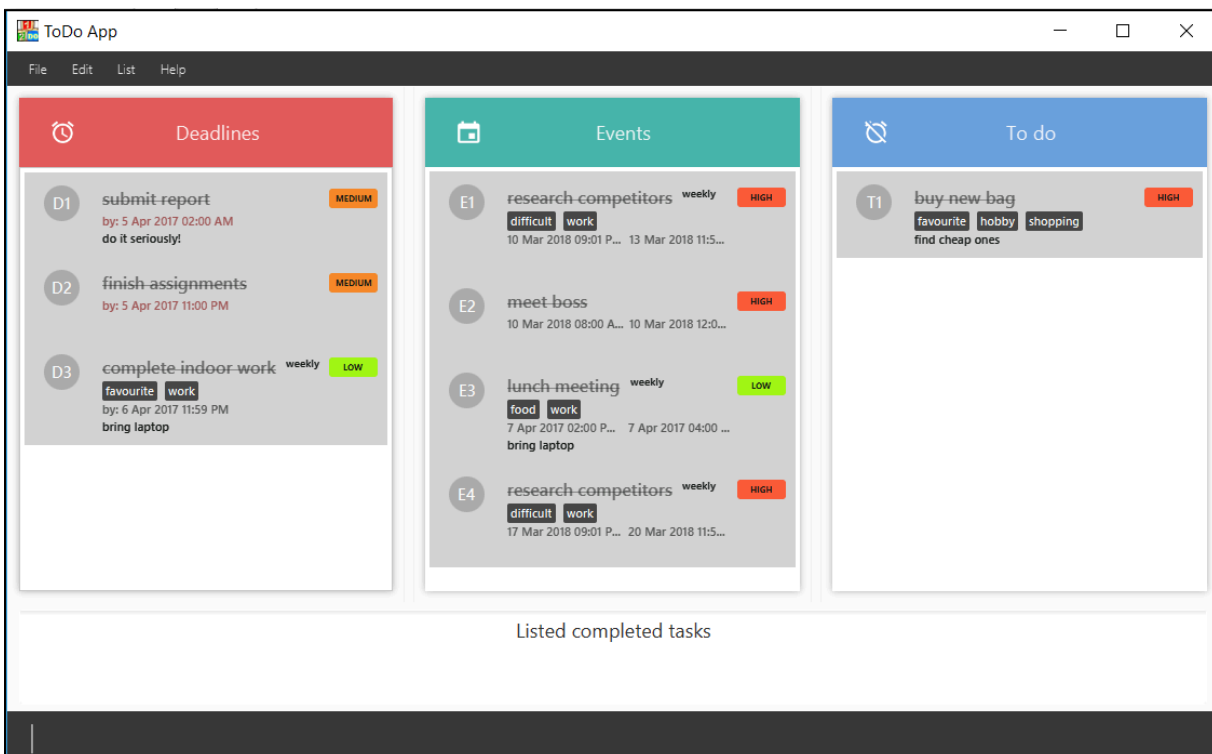 ToDo App
File Edit List Help
Deadlines
D1 submit report MEDIUM
by: 5 Apr 2017 02:00 AM
do it seriously!
D2 finish assignments MEDIUM
by: 5 Apr 2017 11:00 PM
D3 complete indoor work weekly LOW
favourite work
by: 6 Apr 2017 11:59 PM
bring laptop
Events
E1 research competitors weekly HIGH
difficult work
10 Mar 2018 09:01 P... 13 Mar 2018 11:5...
E2 meet boss HIGH
10 Mar 2018 08:00 A... 10 Mar 2018 12:0...
E3 lunch meeting weekly LOW
food work
7 Apr 2017 02:00 P... 7 Apr 2017 04:00 ...
bring laptop
E4 research competitors weekly HIGH
difficult work
17 Mar 2018 09:01 P... 20 Mar 2018 11:5...
To do
T1 buy new bag HIGH
favourite hobby shopping
find cheap ones
Listed completed tasks